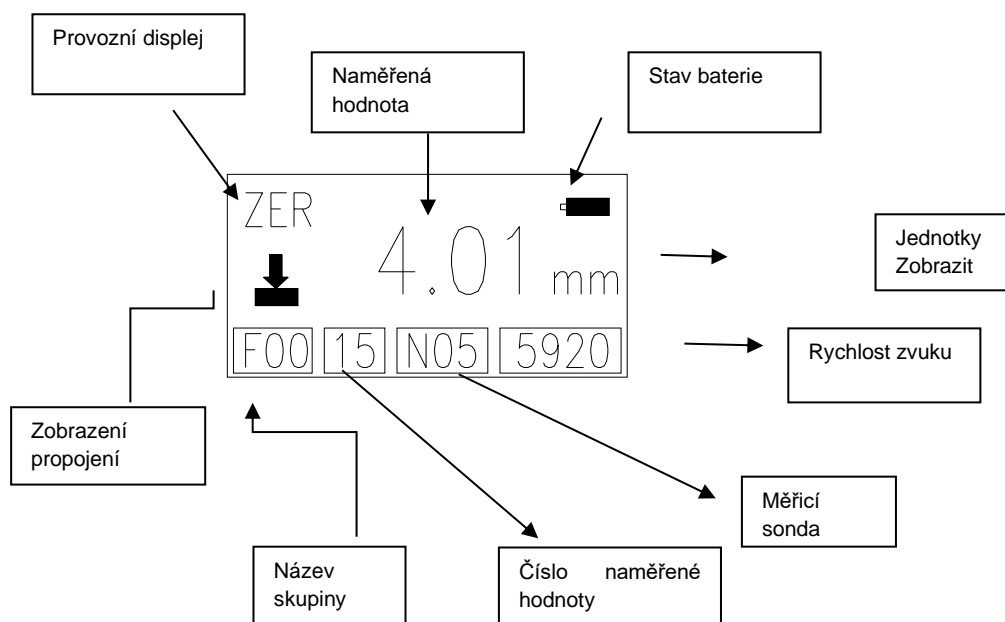 Provozní displej
Naměřená
hodnota
Stav baterie
ZER
4.01 mm
Jednotky
Zobrazit
F00 15 N05 5920
Rychlost zvuku
Zobrazení
propojení
Měřicí
sonda
Název
skupiny
Číslo naměřené
hodnoty